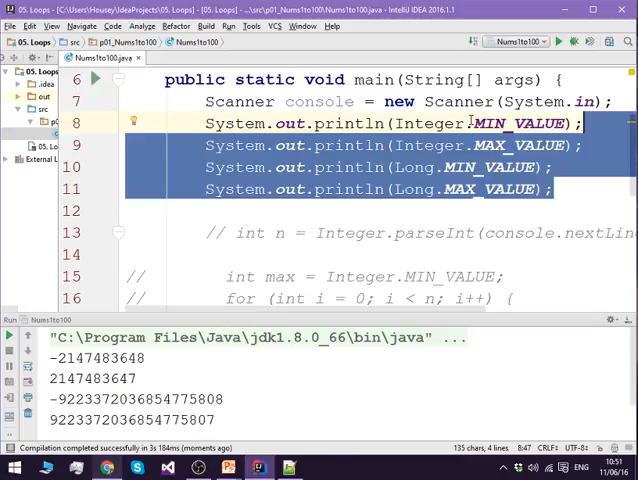 05. Loops - [C:\Users\Housey\IdeaProjects\05. Loops] - [05. Loops] - ...\src\p01_Nums1to100.java - IntelliJ IDEA 2016.1.1
File Edit View Navigate Code Analyze Refactor Build Run Tools VCS Window Help
05. Loops src p01_Nums1to100 Nums1to100 Nums1to100
Nums1to100.java
05. Loops
.idea
out
src
p0
05. Lo
External L
6 public static void main(String[] args) {
7 Scanner console = new Scanner(System.in);
8 System.out.println(Integer.MIN_VALUE);
9 System.out.println(Integer.MAX_VALUE);
10 System.out.println(Long.MIN_VALUE);
11 System.out.println(Long.MAX_VALUE);
12
13 // int n = Integer.parseInt(console.nextLine
14
15 // int max = Integer.MIN_VALUE;
16 // for (int i = 0; i < n; i++) {
Run Nums1to100
"C:\Program Files\Java\jdk1.8.0_66\bin\java" ...
-2147483648
2147483647
-9223372036854775808
9223372036854775807
Compilation completed successfully in 3s 184ms (moments ago)
135 chars, 4 lines 8:47 CRLF÷ UTF-8÷
ENG
10:51
11/06/16